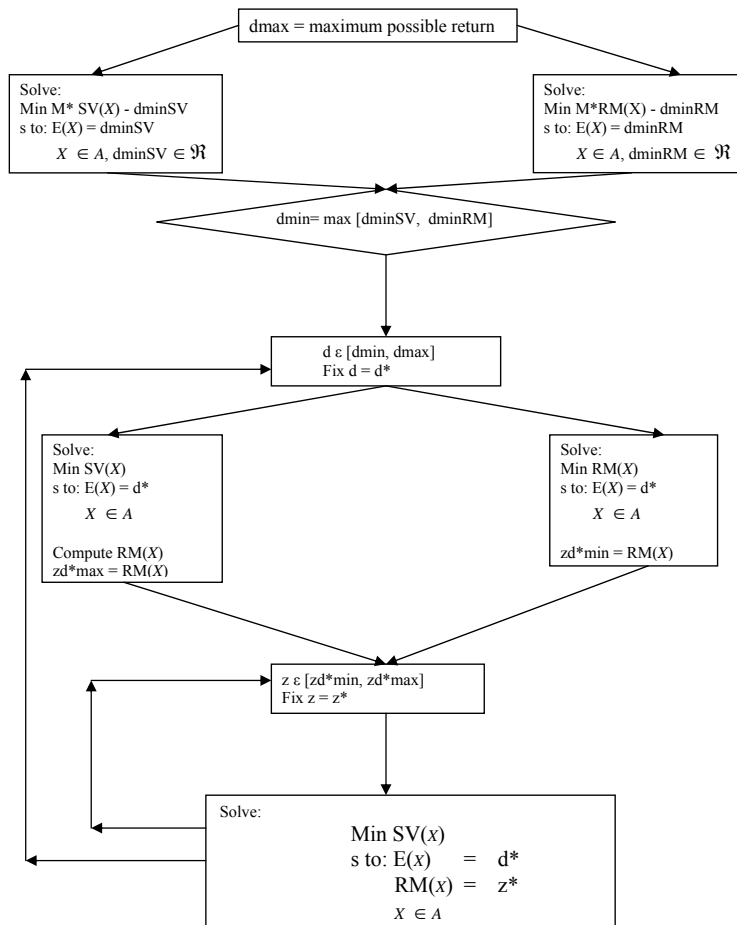 dmax = maximum possible return
Solve:
Min M* SV(X) - dminSV
s to: E(X) = dminSV
X ∈ A, dminSV ∈ ℜ
Solve:
Min M*RM(X) - dminRM
s to: E(X) = dminRM
X ∈ A, dminRM ∈ ℜ
dmin= max [dminSV, dminRM]
d ε [dmin, dmax]
Fix d = d*
Solve:
Min SV(X)
s to: E(X) = d*
X ∈ A
Compute RM(X)
zd*max = RM(X)
Solve:
Min RM(X)
s to: E(X) = d*
X ∈ A
zd*min = RM(X)
z ε [zd*min, zd*max]
Fix z = z*
Solve:
Min SV(x)
s to: E(x) = d*
RM(x) = z*
X ∈ A